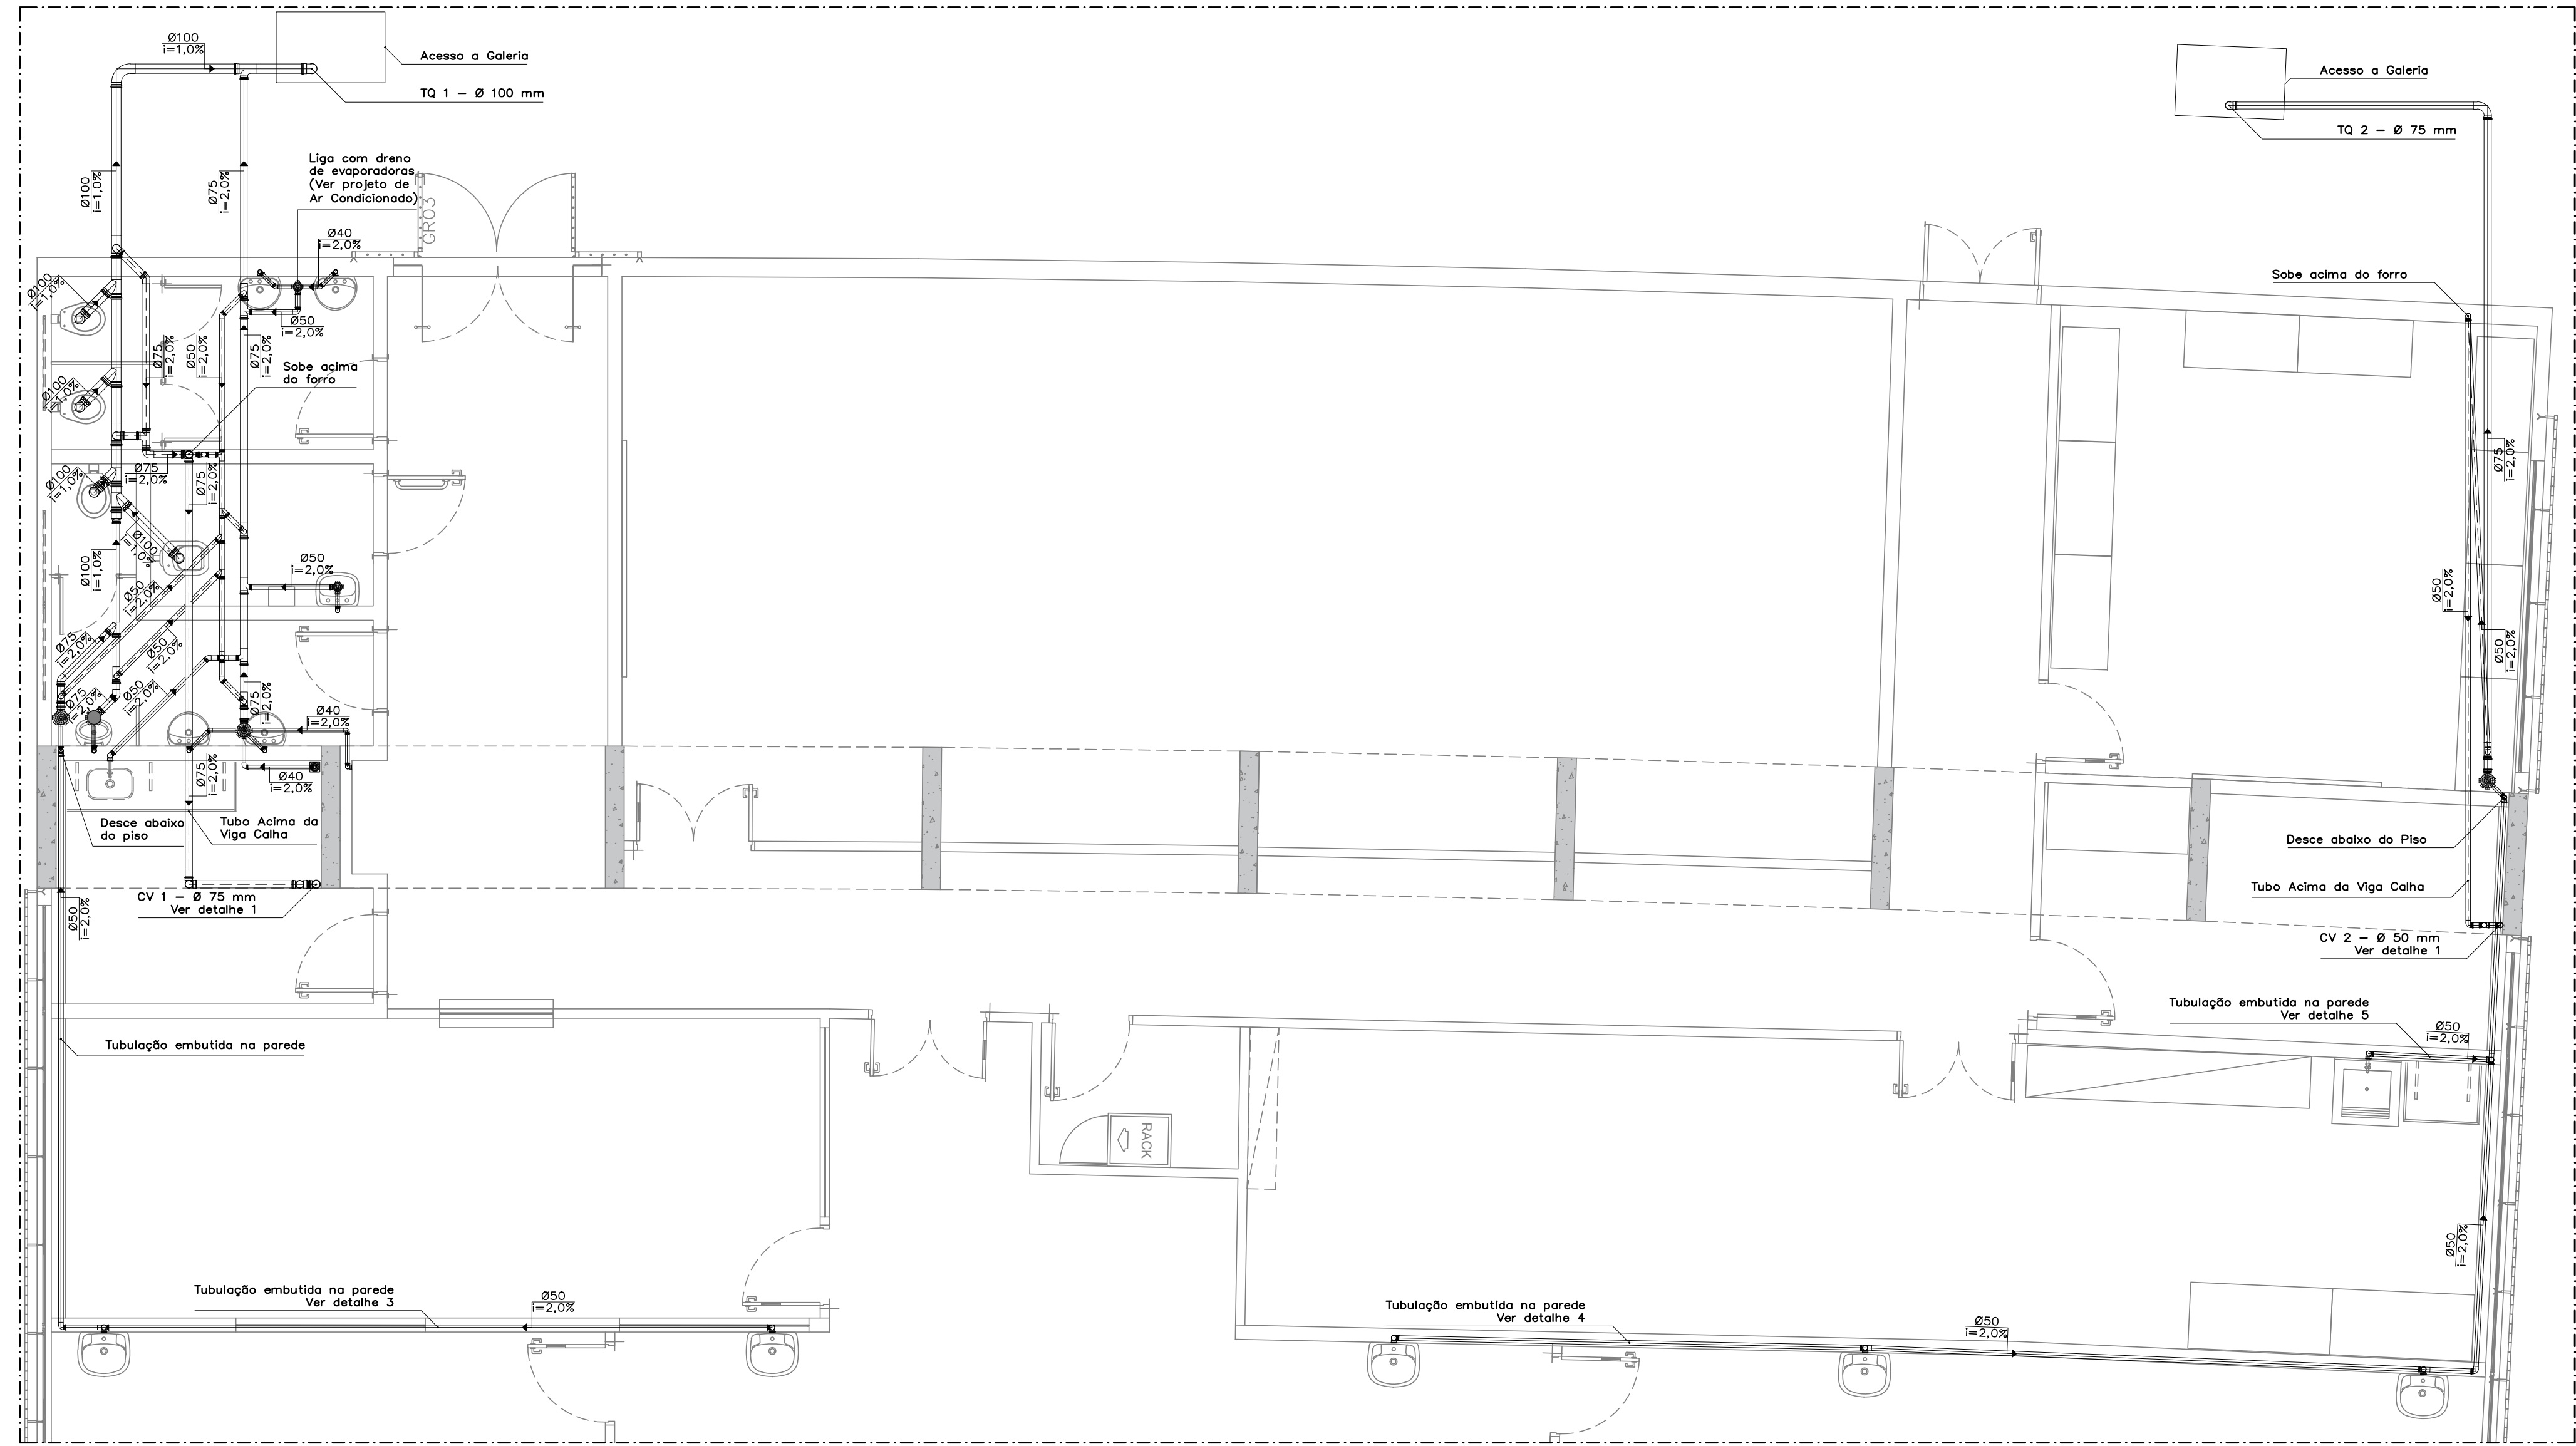 Ø100
i=1,0%
Acesso a Galeria
TQ 1 – Ø 100 mm
Acesso a Galeria
TQ 2 – Ø 75 mm
Ø100
i=1,0%
Ø75
i=2,0%
Liga com dreno
de evaporadoras
(Ver projeto de
Ar Condicionado)
GR03
Ø40
i=2,0%
Sobe acima do forro
Ø100
i=1,0%
Ø50
i=2,0%
Ø75
i=2,0%
Ø50
i=2,0%
Ø75
i=2,0%
Sobe acima
do forro
Ø100
i=1,0%
Ø100
i=1,0%
Ø75
i=2,0%
Ø75
i=2,0%
Ø75
i=2,0%
Ø100
i=1,0%
Ø100
i=1,0%
Ø50
i=2,0%
Ø50
i=2,0%
Ø50
i=2,0%
Ø75
i=2,0%
Ø50
i=2,0%
Ø50
i=2,0%
Ø75
i=2,0%
Ø50
i=2,0%
Ø75
i=2,0%
Ø40
i=2,0%
Ø75
i=2,0%
Ø40
i=2,0%
Desce abaixo
do piso
Tubo Acima da
Viga Calha
Desce abaixo do Piso
Tubo Acima da Viga Calha
CV 1 – Ø 75 mm
Ver detalhe 1
Ø50
i=2,0%
CV 2 – Ø 50 mm
Ver detalhe 1
Tubulação embutida na parede
Ver detalhe 5
Ø50
i=2,0%
Tubulação embutida na parede
RACK
Ø50
i=2,0%
Tubulação embutida na parede
Ver detalhe 3
Ø50
i=2,0%
Tubulação embutida na parede
Ver detalhe 4
Ø50
i=2,0%